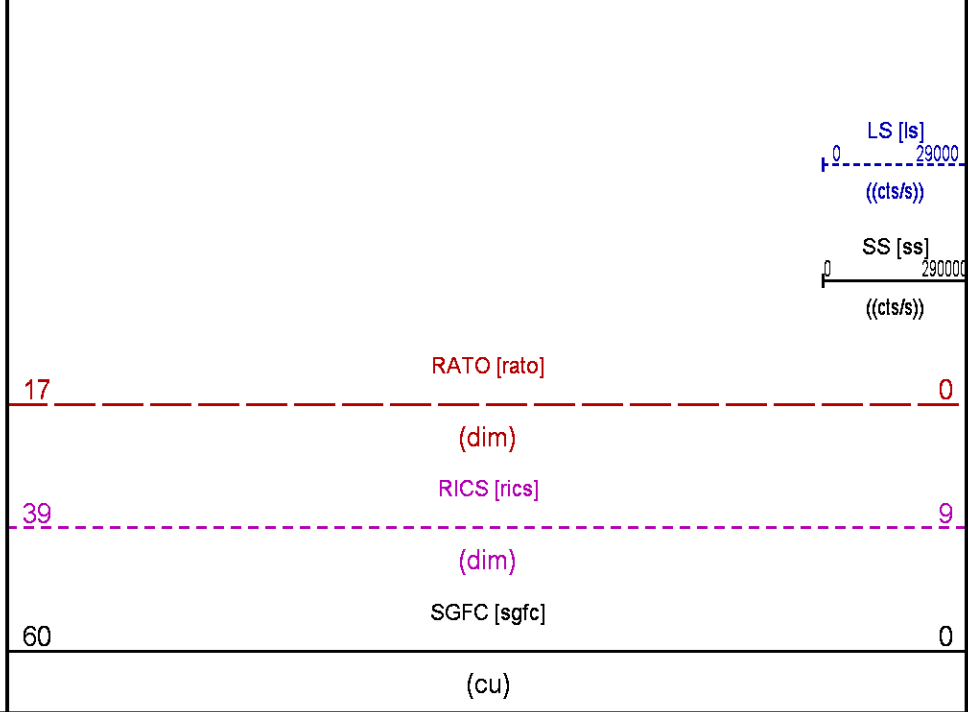 LS [ls]
0 29000
((cts/s))
SS [ss]
0 290000
((cts/s))
RATO [rato]
17 0
(dim)
RICS [rics]
39 9
(dim)
SGFC [sgfc]
60 0
(cu)